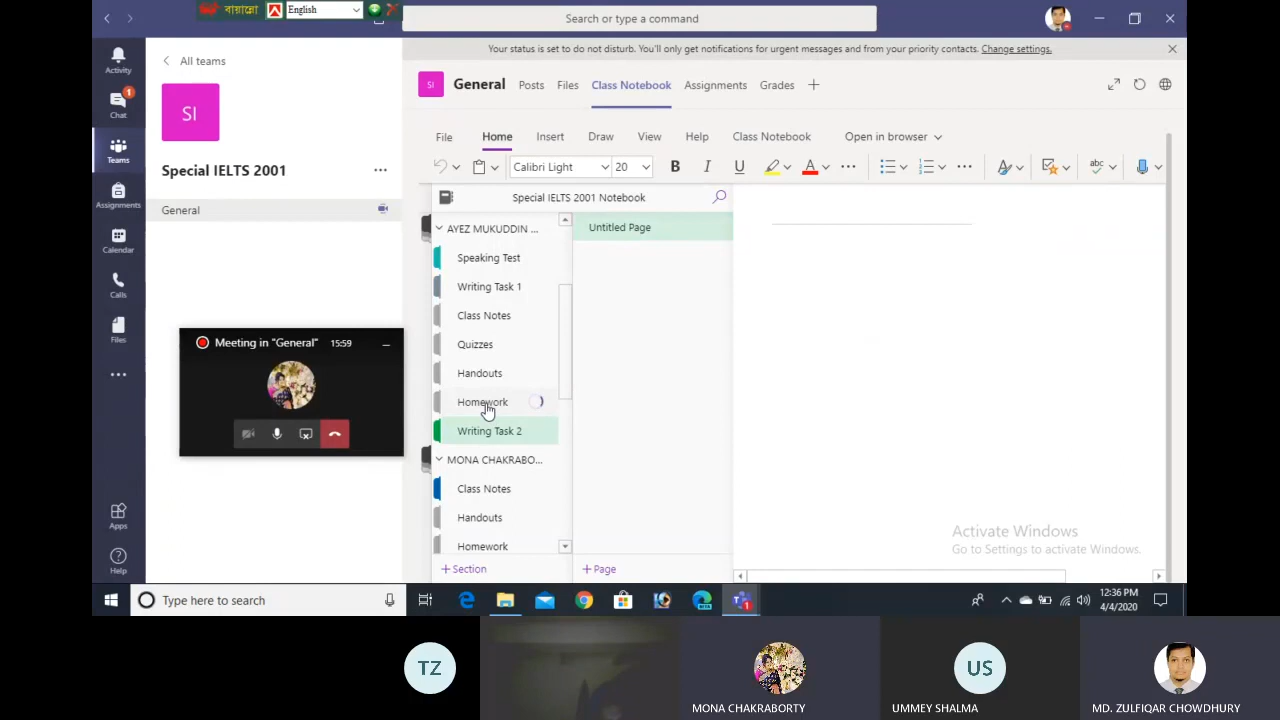 বায়ান্নো
English
Search or type a command
Your status is set to do not disturb. You'll only get notifications for urgent messages and from your priority contacts. Change settings.
Activity
Chat
1
Teams
Assignments
Calendar
Calls
Files
Apps
Help
All teams
SI
Special IELTS 2001
General
SI
General
Posts
Files
Class Notebook
Assignments
Grades
File
Home
Insert
Draw
View
Help
Class Notebook
Open in browser
Calibri Light
20
B
I
U
A
abc
Special IELTS 2001 Notebook
AYEZ MUKUDDIN ...
Speaking Test
Writing Task 1
Class Notes
Quizzes
Handouts
Homework
Writing Task 2
MONA CHAKRABO...
Class Notes
Handouts
Homework
+ Section
Untitled Page
+ Page
Meeting in "General"
15:59
Activate Windows
Go to Settings to activate Windows.
Type here to search
BETA
1
12:36 PM
4/4/2020
TZ
MONA CHAKRABORTY
US
UMMEY SHALMA
MD. ZULFIQAR CHOWDHURY